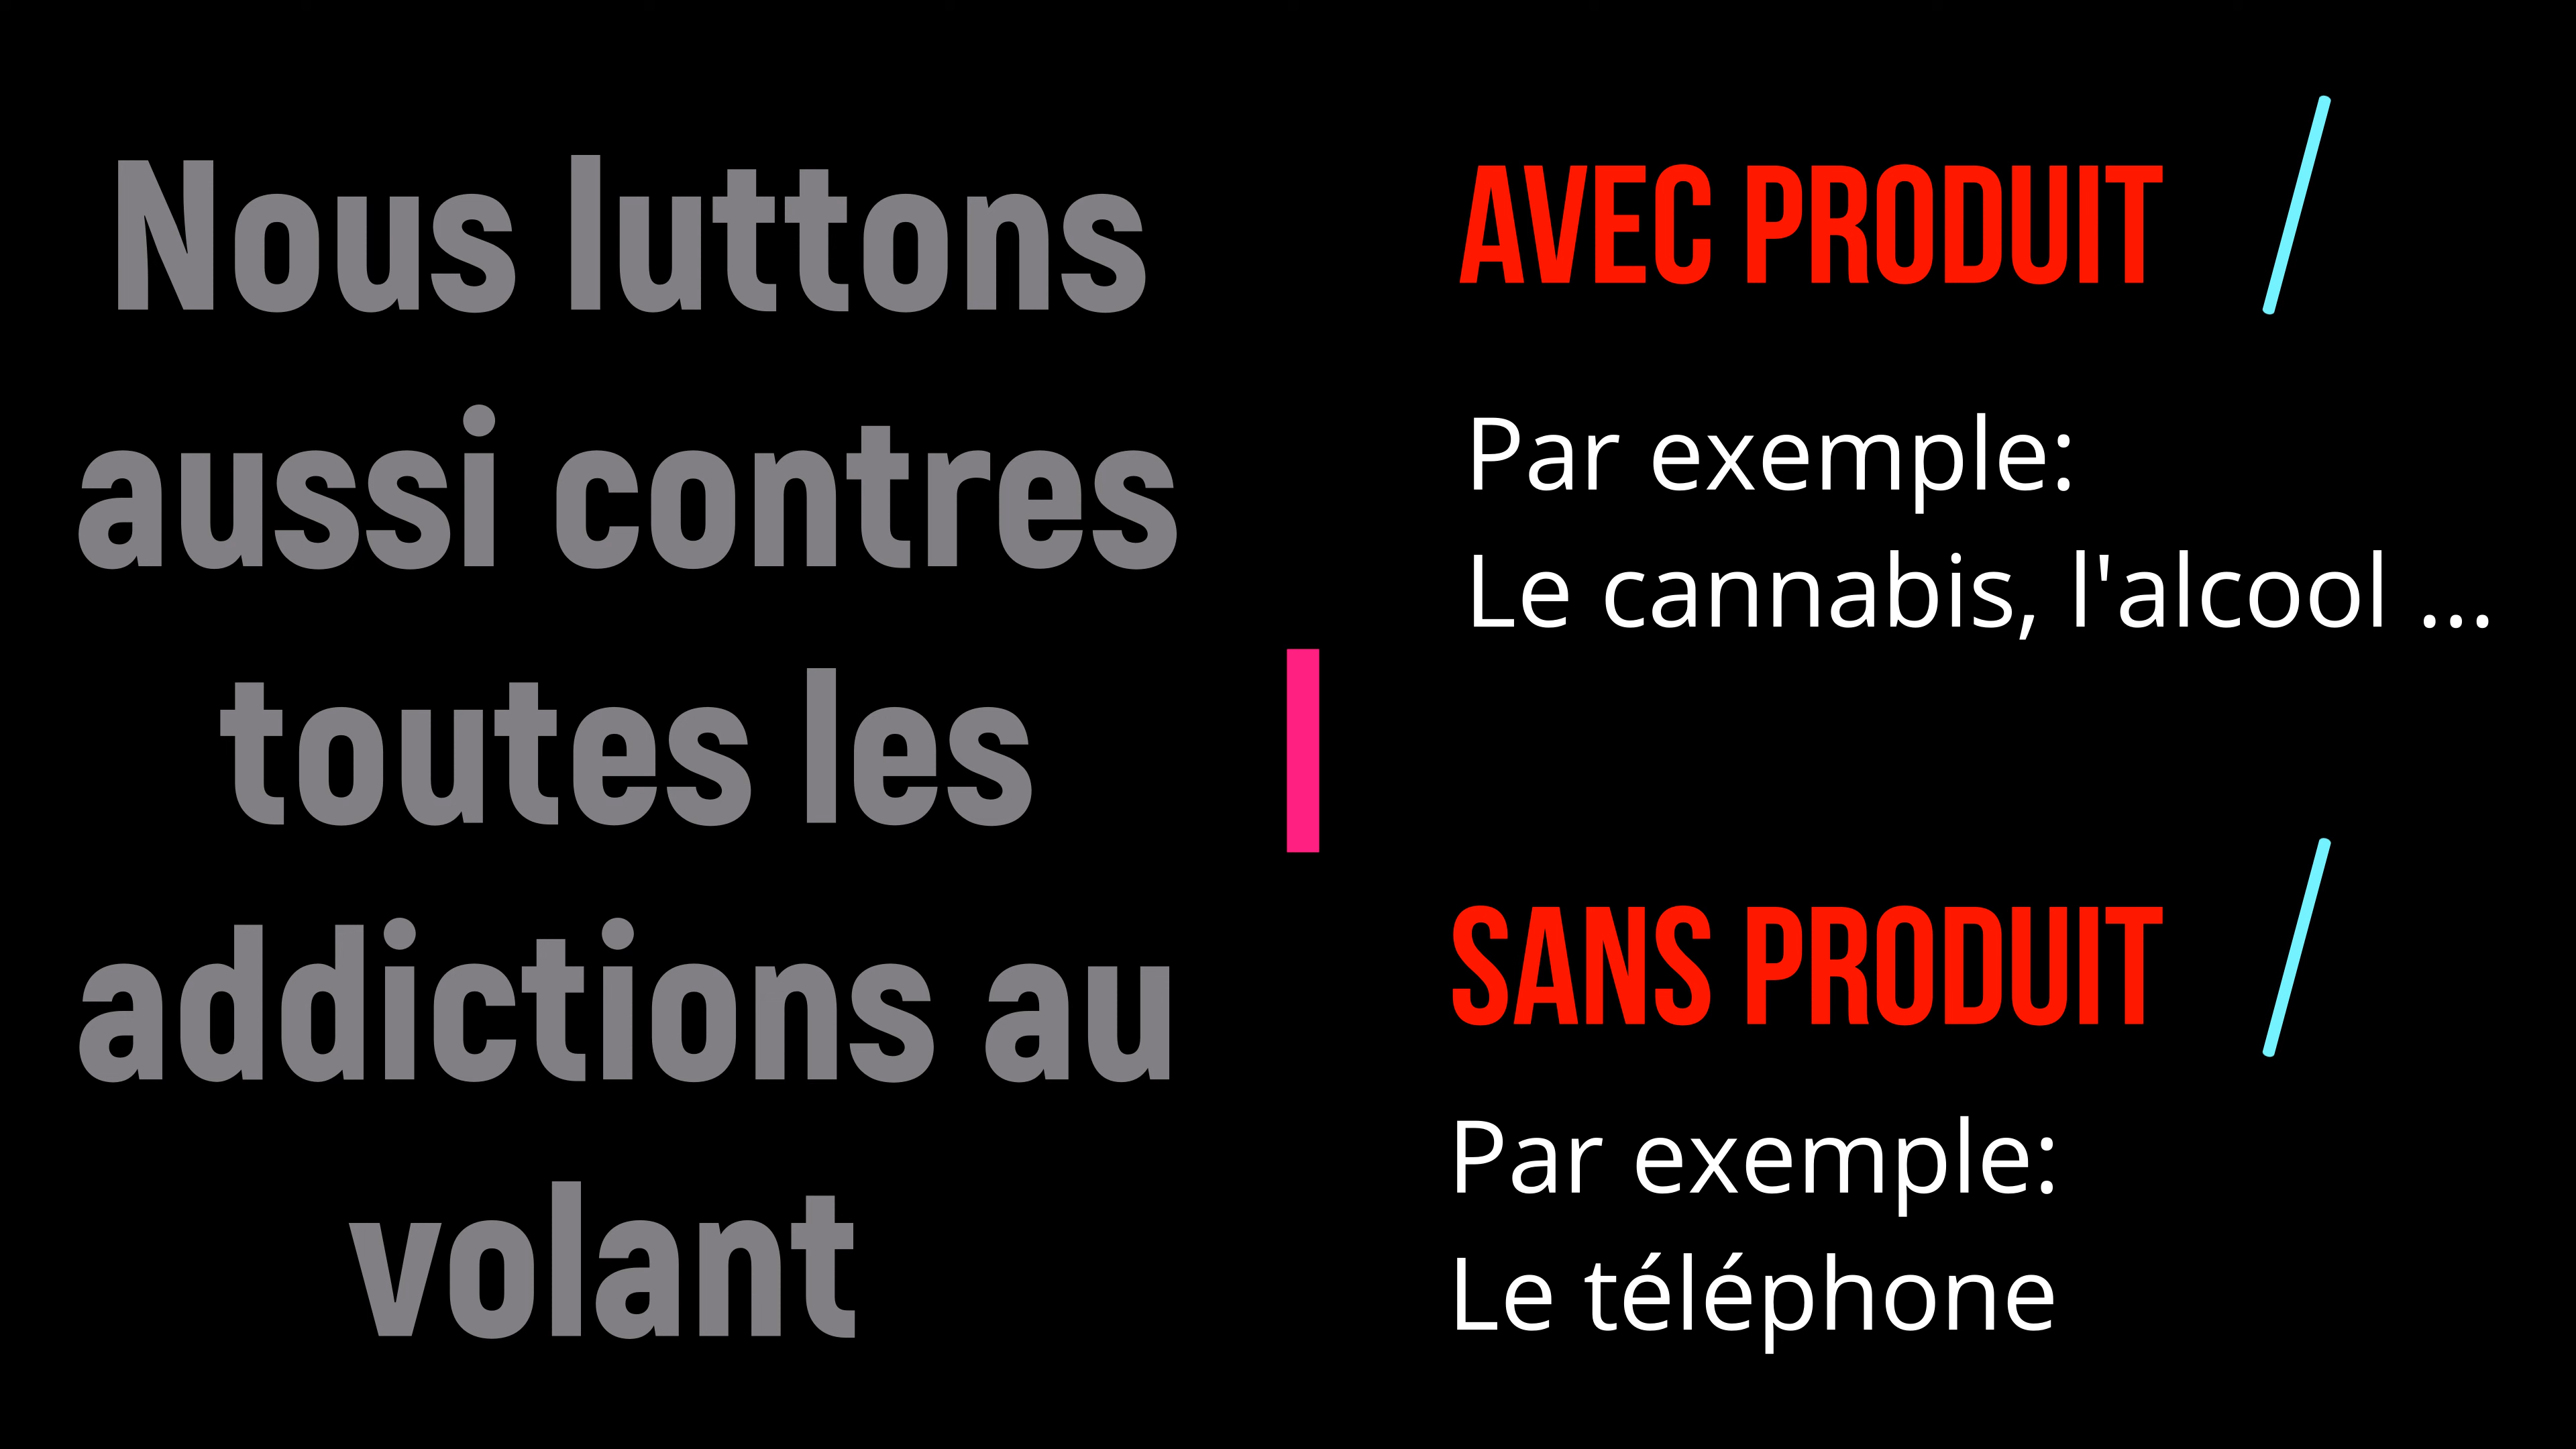 Nous luttons
aussi contres
toutes les
addictions au
volant
AVEC PRODUIT
Par exemple:
Le cannabis, l'alcool ...
SANS PRODUIT
Par exemple:
Le téléphone